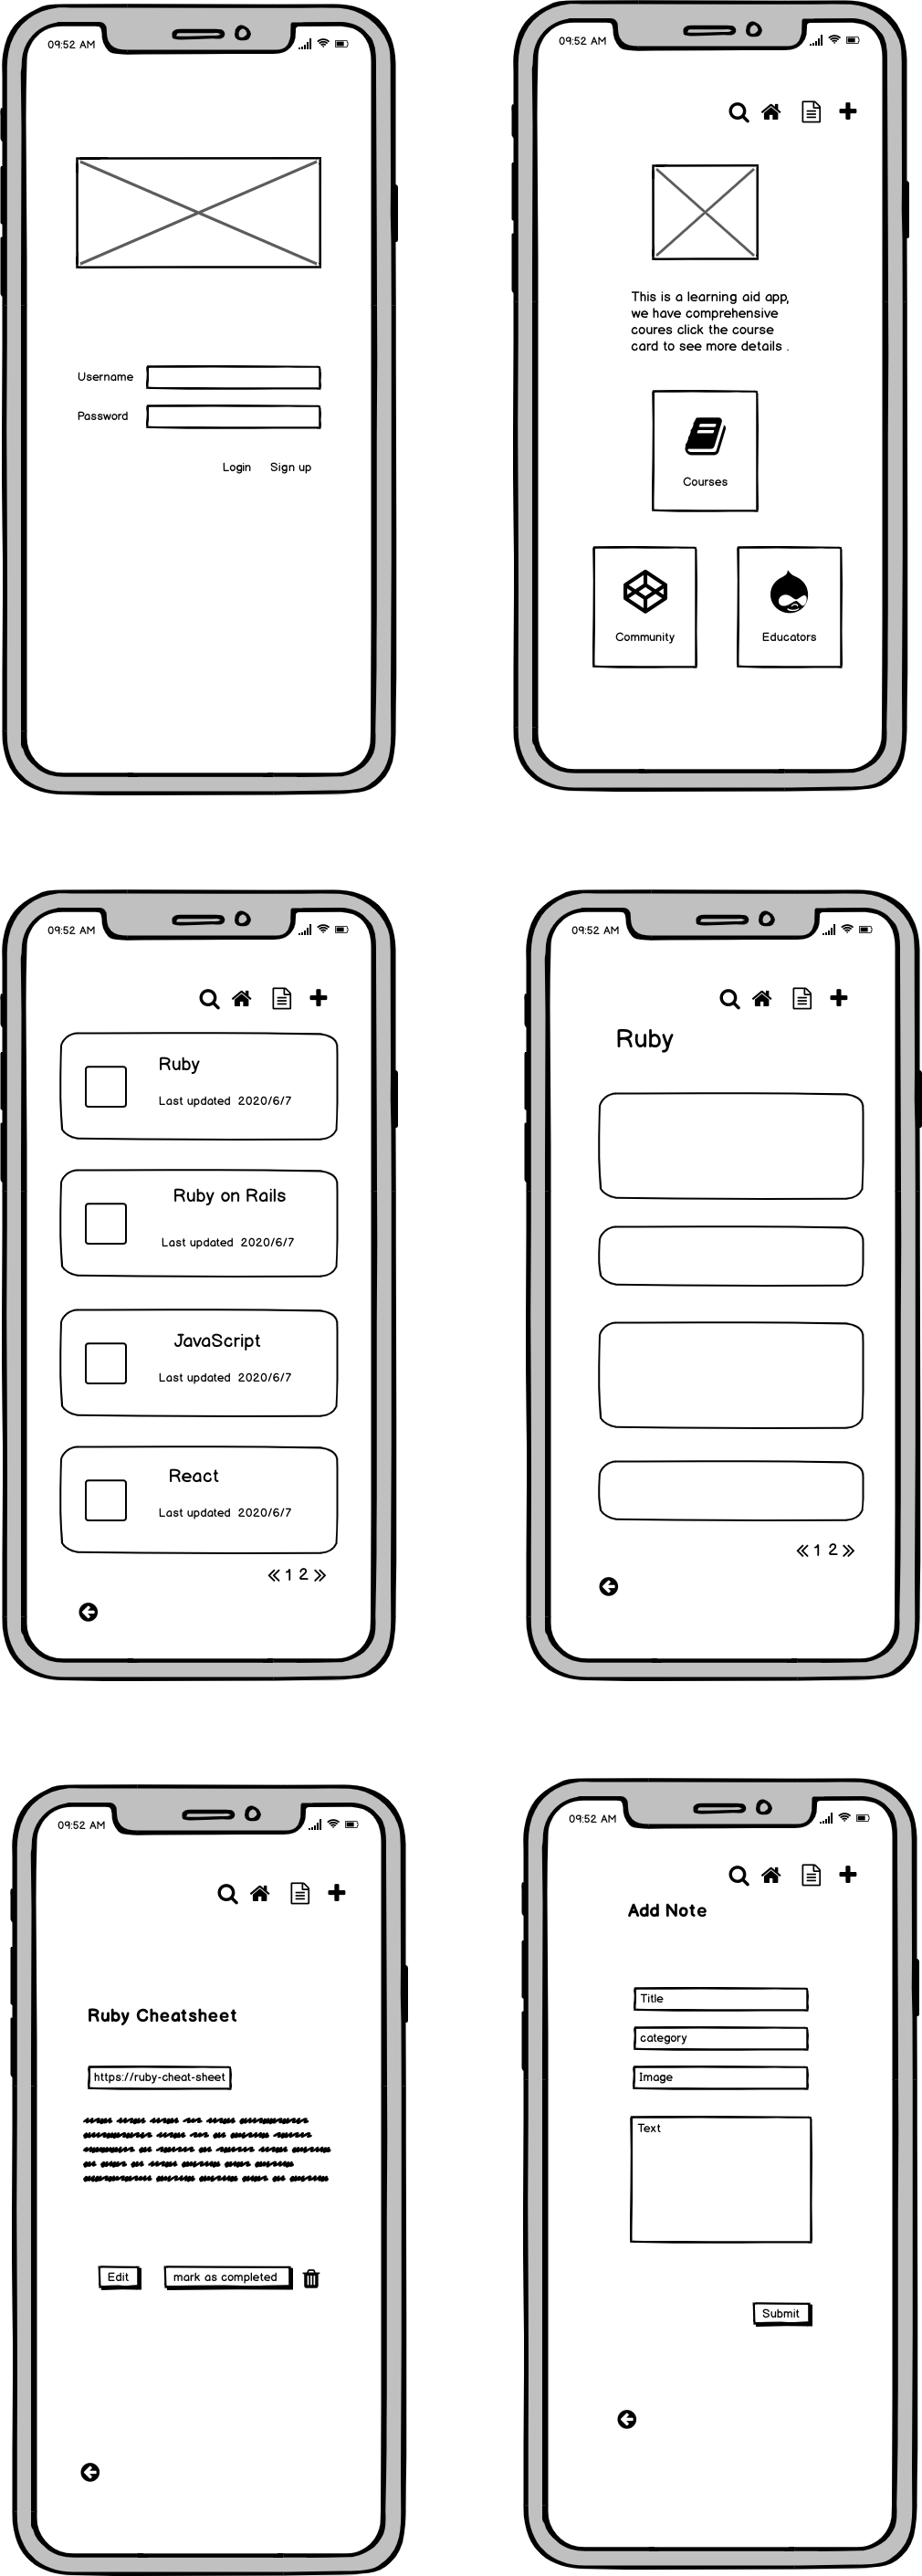 09:52 AM
Username
Password
Login Sign up
09:52 AM
This is a learning aid app,
we have comprehensive
coures click the course
card to see more details .
Courses
Community
Educators
09:52 AM
Ruby
Last updated 2020/6/7
Ruby on Rails
Last updated 2020/6/7
JavaScript
Last updated 2020/6/7
React
Last updated 2020/6/7
« 1 2 »
09:52 AM
Ruby
« 1 2 »
09:52 AM
Ruby Cheatsheet
https://ruby-cheat-sheet
Edit
mark as completed
09:52 AM
Add Note
Title
category
Image
Text
Submit